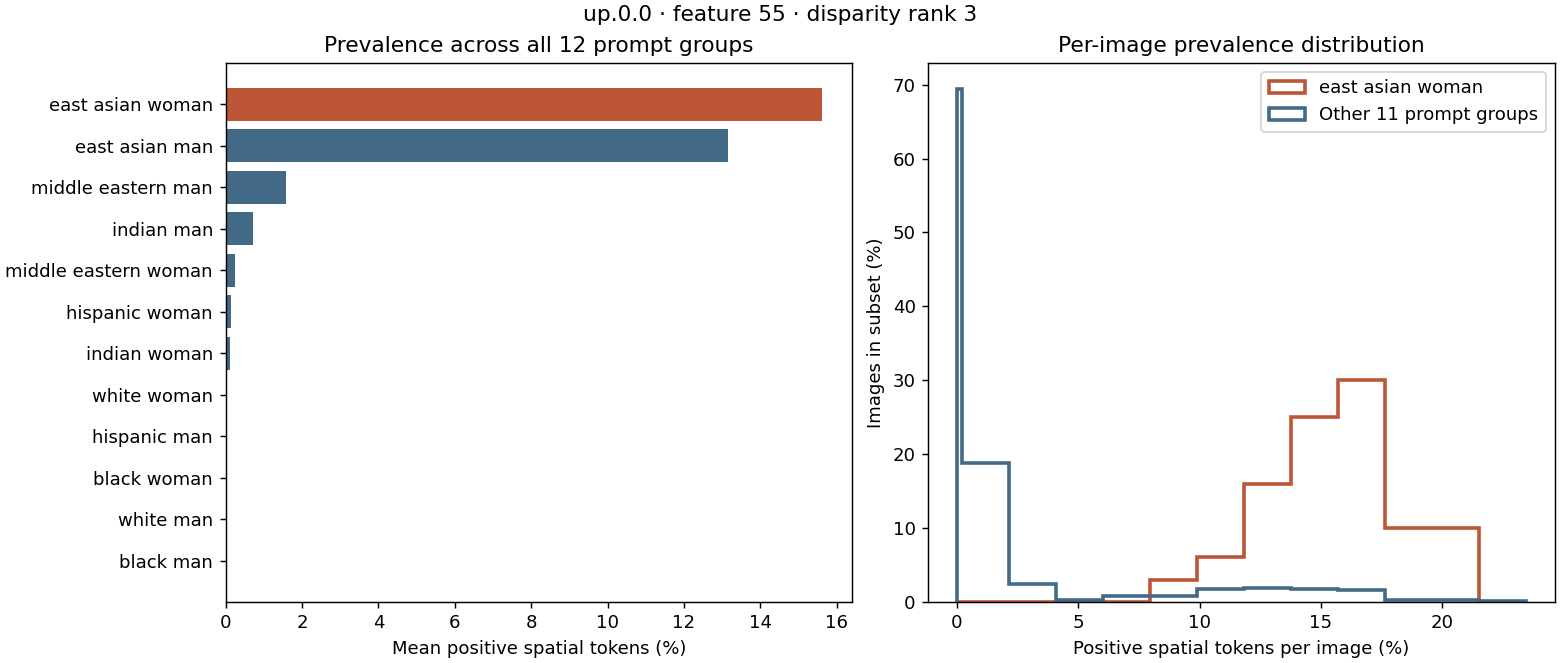 up.0.0 · feature 55 · disparity rank 3
Prevalence across all 12 prompt groups
east asian woman
east asian man
middle eastern man
indian man
middle eastern woman
hispanic woman
indian woman
white woman
hispanic man
black woman
white man
black man
0 2 4 6 8 10 12 14 16
Mean positive spatial tokens (%)
Per-image prevalence distribution
east asian woman
Other 11 prompt groups
Images in subset (%)
70
60
50
40
30
20
10
0
0 5 10 15 20
Positive spatial tokens per image (%)